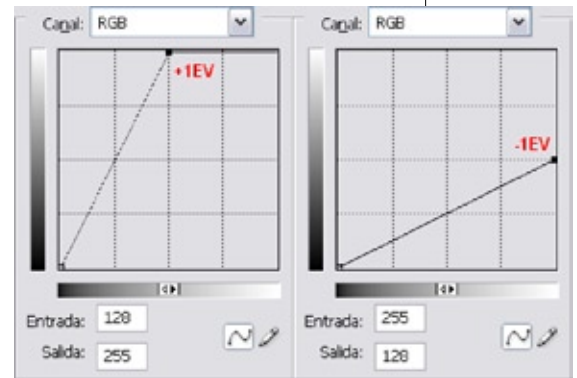 Canal: RGB
+1EV
Entrada: 128
Salida: 255
Canal: RGB
-1EV
Entrada: 255
Salida: 128